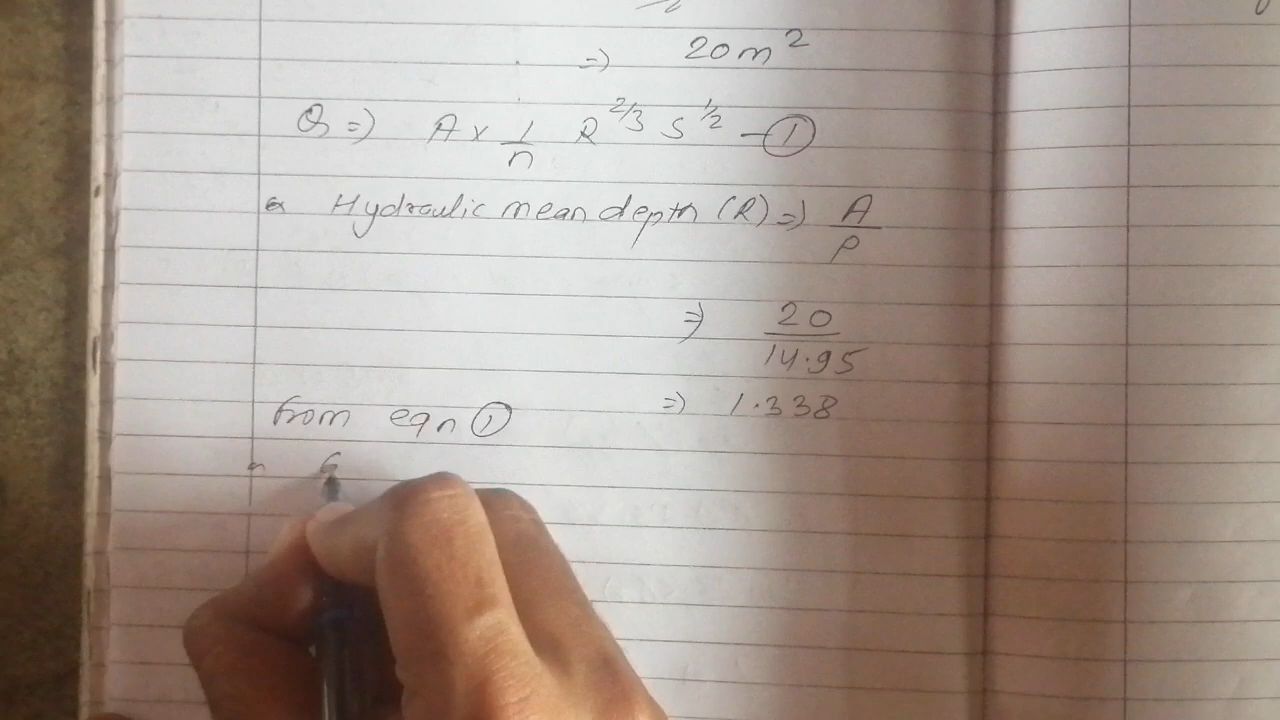 =) 20m²
Q =) A x 1/n R^2/3 S^1/2 - ①
Hydraulic mean depth (R) =) A/P
=) 20/14.95
=) 1.338
from eqn ①